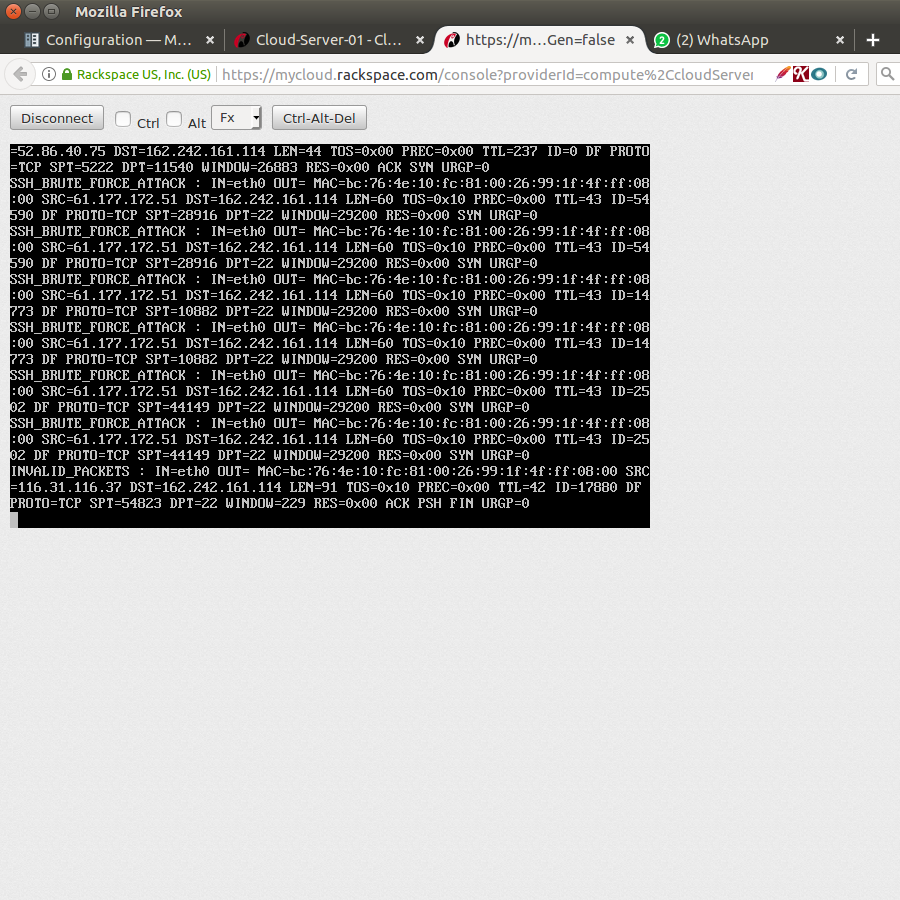 Mozilla Firefox
Configuration — M... × Cloud-Server-01 - Cl... × https://m...Gen=false × (2) WhatsApp × +
Rackspace US, Inc. (US) https://mycloud.rackspace.com/console?providerId=compute%2CcloudServer
Disconnect Ctrl Alt Fx Ctrl-Alt-Del
=52.86.40.75 DST=162.242.161.114 LEN=44 TOS=0x00 PREC=0x00 TTL=237 ID=0 DF PROTO
=TCP SPT=5222 DPT=11540 WINDOW=26883 RES=0x00 ACK SYN URGP=0
SSH_BRUTE_FORCE_ATTACK : IN=eth0 OUT= MAC=bc:76:4e:10:fc:81:00:26:99:1f:4f:ff:08
:00 SRC=61.177.172.51 DST=162.242.161.114 LEN=60 TOS=0x10 PREC=0x00 TTL=43 ID=54
590 DF PROTO=TCP SPT=28916 DPT=22 WINDOW=29200 RES=0x00 SYN URGP=0
SSH_BRUTE_FORCE_ATTACK : IN=eth0 OUT= MAC=bc:76:4e:10:fc:81:00:26:99:1f:4f:ff:08
:00 SRC=61.177.172.51 DST=162.242.161.114 LEN=60 TOS=0x10 PREC=0x00 TTL=43 ID=54
590 DF PROTO=TCP SPT=28916 DPT=22 WINDOW=29200 RES=0x00 SYN URGP=0
SSH_BRUTE_FORCE_ATTACK : IN=eth0 OUT= MAC=bc:76:4e:10:fc:81:00:26:99:1f:4f:ff:08
:00 SRC=61.177.172.51 DST=162.242.161.114 LEN=60 TOS=0x10 PREC=0x00 TTL=43 ID=14
773 DF PROTO=TCP SPT=10882 DPT=22 WINDOW=29200 RES=0x00 SYN URGP=0
SSH_BRUTE_FORCE_ATTACK : IN=eth0 OUT= MAC=bc:76:4e:10:fc:81:00:26:99:1f:4f:ff:08
:00 SRC=61.177.172.51 DST=162.242.161.114 LEN=60 TOS=0x10 PREC=0x00 TTL=43 ID=14
773 DF PROTO=TCP SPT=10882 DPT=22 WINDOW=29200 RES=0x00 SYN URGP=0
SSH_BRUTE_FORCE_ATTACK : IN=eth0 OUT= MAC=bc:76:4e:10:fc:81:00:26:99:1f:4f:ff:08
:00 SRC=61.177.172.51 DST=162.242.161.114 LEN=60 TOS=0x10 PREC=0x00 TTL=43 ID=25
02 DF PROTO=TCP SPT=44149 DPT=22 WINDOW=29200 RES=0x00 SYN URGP=0
SSH_BRUTE_FORCE_ATTACK : IN=eth0 OUT= MAC=bc:76:4e:10:fc:81:00:26:99:1f:4f:ff:08
:00 SRC=61.177.172.51 DST=162.242.161.114 LEN=60 TOS=0x10 PREC=0x00 TTL=43 ID=25
02 DF PROTO=TCP SPT=44149 DPT=22 WINDOW=29200 RES=0x00 SYN URGP=0
INVALID_PACKETS : IN=eth0 OUT= MAC=bc:76:4e:10:fc:81:00:26:99:1f:4f:ff:08:00 SRC
=116.31.116.37 DST=162.242.161.114 LEN=91 TOS=0x10 PREC=0x00 TTL=42 ID=17880 DF
PROTO=TCP SPT=54823 DPT=22 WINDOW=229 RES=0x00 ACK PSH FIN URGP=0